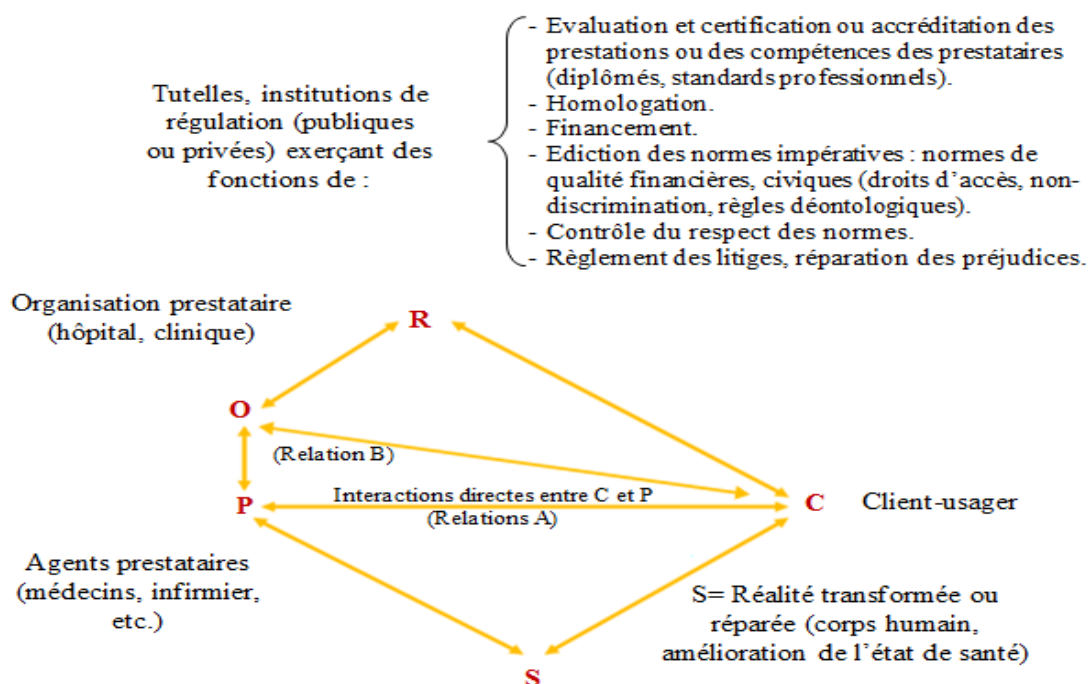 - Evaluation et certification ou accréditation des
prestations ou des compétences des prestataires
(diplômés, standards professionnels).
- Homologation.
- Financement.
- Ediction des normes impératives : normes de
qualité financières, civiques (droits d’accès, non-
discrimination, règles déontologiques).
- Contrôle du respect des normes.
- Règlement des litiges, réparation des préjudices.
Tutelles, institutions de
régulation (publiques
ou privées) exerçant des
fonctions de :
Organisation prestataire
(hôpital, clinique)
R
O
(Relation B)
P
Interactions directes entre C et P
(Relations A)
C
Client-usager
Agents prestataires
(médecins, infirmier,
etc.)
S= Réalité transformée ou
réparée (corps humain,
amélioration de l’état de santé)
S